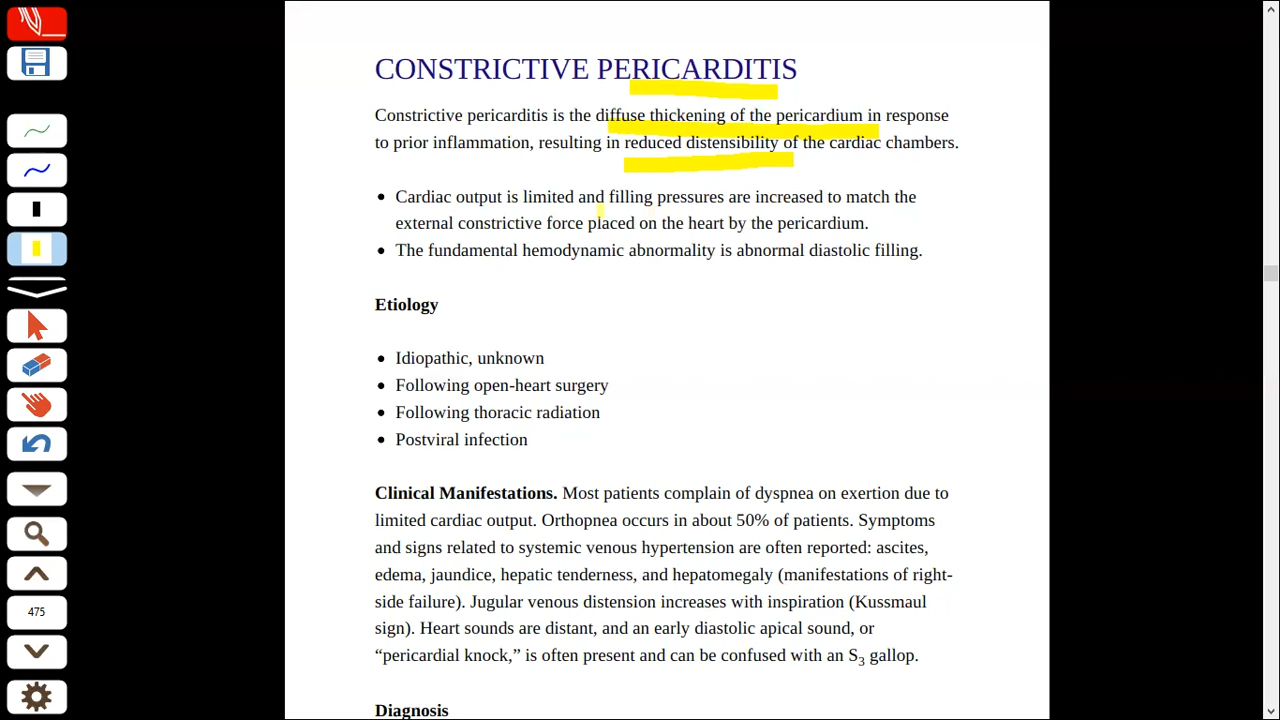 CONSTRICTIVE PERICARDITIS
Constrictive pericarditis is the diffuse thickening of the pericardium in response
to prior inflammation, resulting in reduced distensibility of the cardiac chambers.
• Cardiac output is limited and filling pressures are increased to match the
external constrictive force placed on the heart by the pericardium.
• The fundamental hemodynamic abnormality is abnormal diastolic filling.
Etiology
• Idiopathic, unknown
• Following open-heart surgery
• Following thoracic radiation
• Postviral infection
Clinical Manifestations. Most patients complain of dyspnea on exertion due to
limited cardiac output. Orthopnea occurs in about 50% of patients. Symptoms
and signs related to systemic venous hypertension are often reported: ascites,
edema, jaundice, hepatic tenderness, and hepatomegaly (manifestations of right-
side failure). Jugular venous distension increases with inspiration (Kussmaul
sign). Heart sounds are distant, and an early diastolic apical sound, or
“pericardial knock,” is often present and can be confused with an S3 gallop.
Diagnosis
475